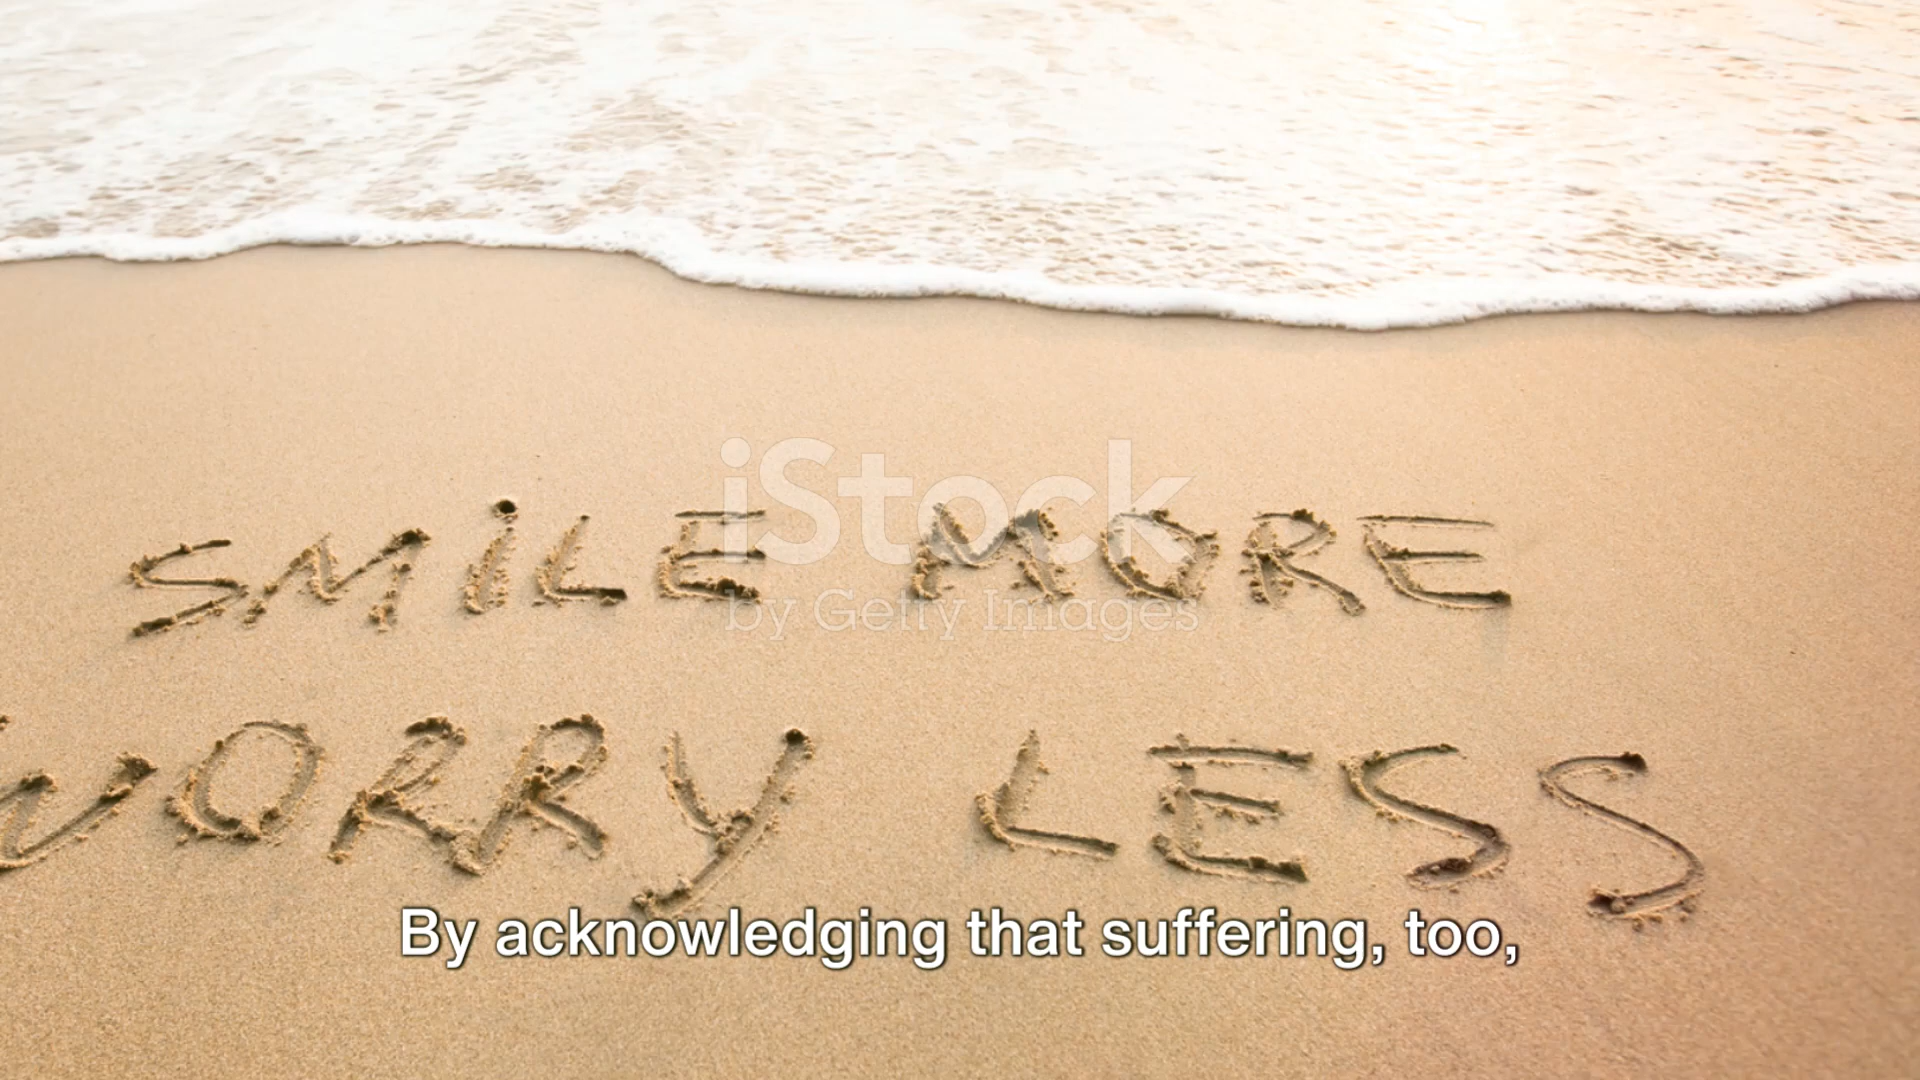 iStock
by Getty Images
SMiLE MORE
WORRY LESS
By acknowledging that suffering, too,